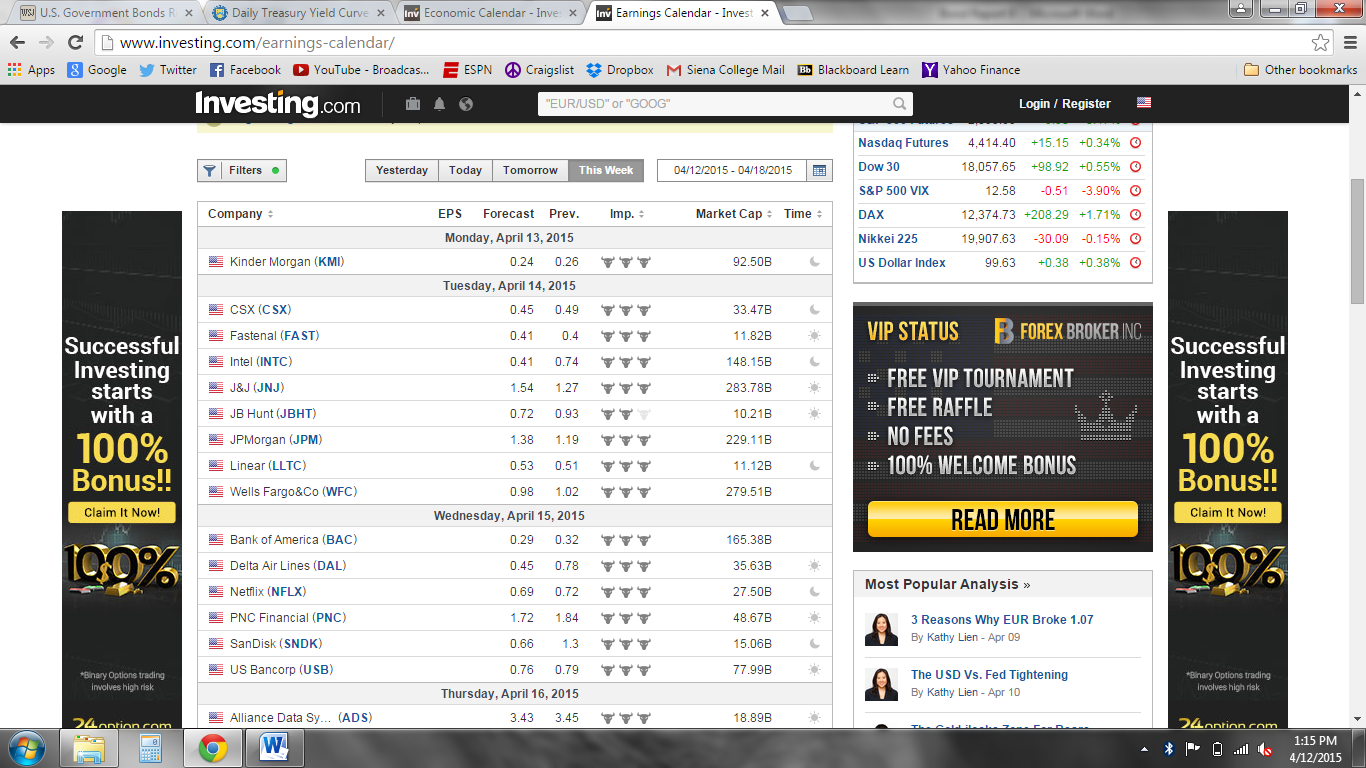 U.S. Government Bonds R
Daily Treasury Yield Curve
Economic Calendar - Inves
Earnings Calendar - Invest
www.investing.com/earnings-calendar/
Apps Google Twitter Facebook YouTube - Broadcas... ESPN Craigslist Dropbox Siena College Mail Blackboard Learn Yahoo Finance Other bookmarks
Investing.com
"EUR/USD" or "GOOG"
Login / Register
Filters
Yesterday Today Tomorrow This Week
04/12/2015 - 04/18/2015
Company EPS Forecast Prev. Imp. Market Cap Time
Monday, April 13, 2015
Kinder Morgan (KMI) 0.24 0.26 92.50B
Tuesday, April 14, 2015
CSX (CSX) 0.45 0.49 33.47B
Fastenal (FAST) 0.41 0.4 11.82B
Intel (INTC) 0.41 0.74 148.15B
J&J (JNJ) 1.54 1.27 283.78B
JB Hunt (JBHT) 0.72 0.93 10.21B
JPMorgan (JPM) 1.38 1.19 229.11B
Linear (LLTC) 0.53 0.51 11.12B
Wells Fargo&Co (WFC) 0.98 1.02 279.51B
Wednesday, April 15, 2015
Bank of America (BAC) 0.29 0.32 165.38B
Delta Air Lines (DAL) 0.45 0.78 35.63B
Netflix (NFLX) 0.69 0.72 27.50B
PNC Financial (PNC) 1.72 1.84 48.67B
SanDisk (SNDK) 0.66 1.3 15.06B
US Bancorp (USB) 0.76 0.79 77.99B
Thursday, April 16, 2015
Alliance Data Sy... (ADS) 3.43 3.45 18.89B
Nasdaq Futures 4,414.40 +15.15 +0.34%
Dow 30 18,057.65 +98.92 +0.55%
S&P 500 VIX 12.58 -0.51 -3.90%
DAX 12,374.73 +208.29 +1.71%
Nikkei 225 19,907.63 -30.09 -0.15%
US Dollar Index 99.63 +0.38 +0.38%
VIP STATUS
FB FOREX BROKER INC
FREE VIP TOURNAMENT
FREE RAFFLE
NO FEES
100% WELCOME BONUS
READ MORE
Most Popular Analysis »
3 Reasons Why EUR Broke 1.07
By Kathy Lien - Apr 09
The USD Vs. Fed Tightening
By Kathy Lien - Apr 10
Successful
Investing
starts
with a
100%
Bonus!!
Claim It Now!
100%
*Binary Options trading
involves high risk
24option.com
Successful
Investing
starts
with a
100%
Bonus!!
Claim It Now!
100%
*Binary Options trading
involves high risk
24option.com
1:15 PM
4/12/2015